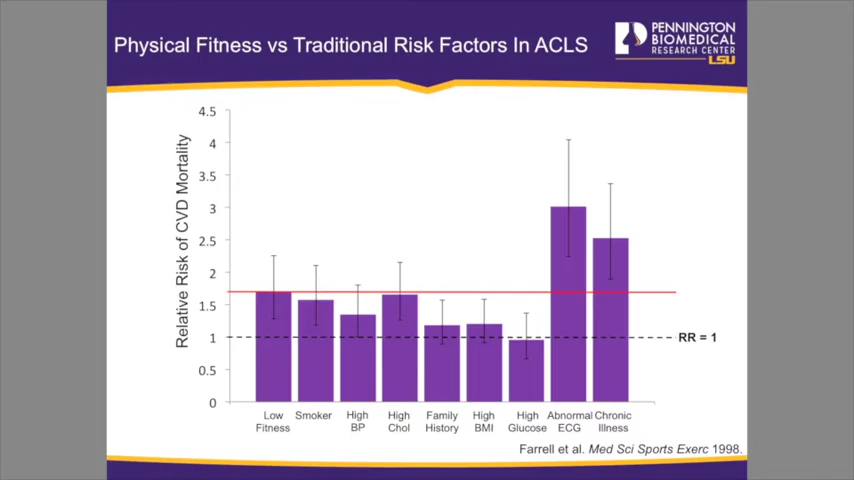 Physical Fitness vs Traditional Risk Factors In ACLS
PENNINGTON
BIOMEDICAL
RESEARCH CENTER
LSU
Relative Risk of CVD Mortality
4.5
4
3.5
3
2.5
2
1.5
1
0.5
0
RR = 1
Low Fitness
Smoker
High BP
High Chol
Family History
High BMI
High Glucose
Abnormal ECG
Chronic Illness
Farrell et al. Med Sci Sports Exerc 1998.